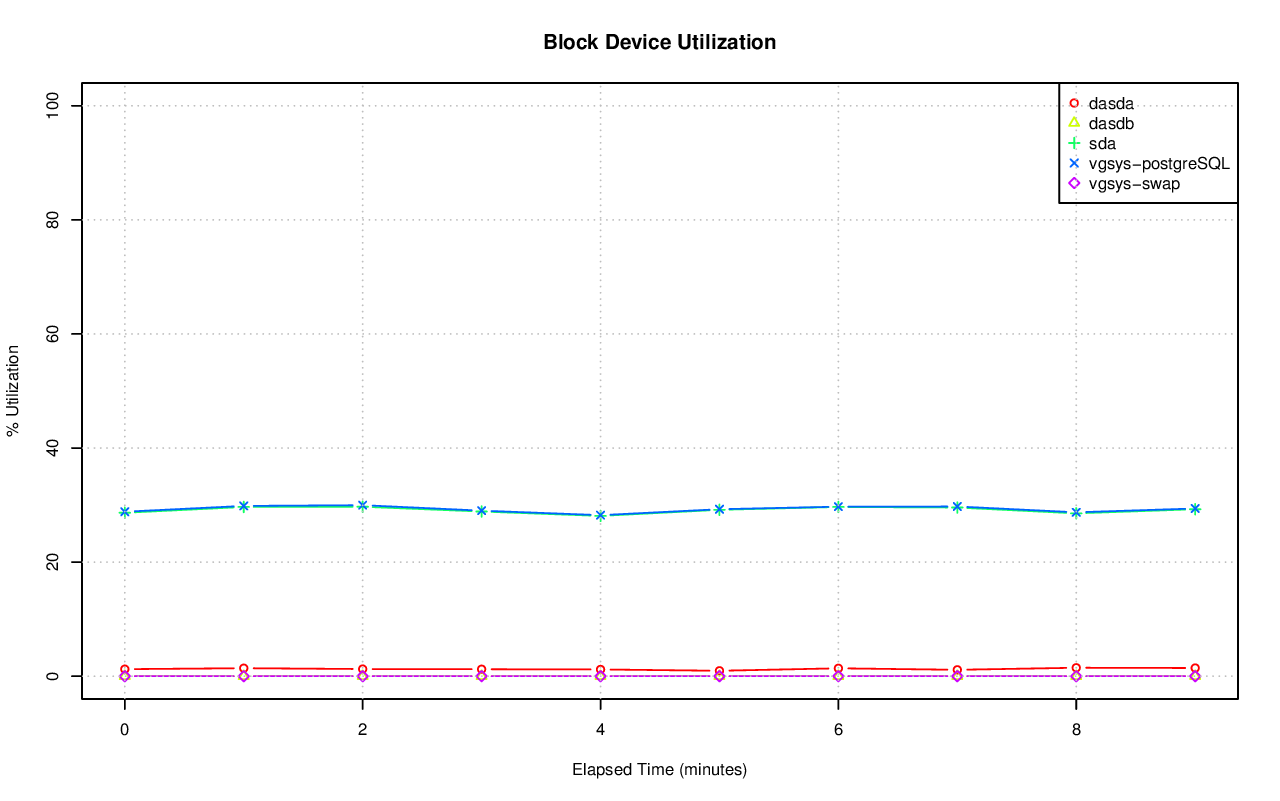 Block Device Utilization
% Utilization
100
80
60
40
20
0
dasda
dasdb
sda
vgsys−postgreSQL
vgsys−swap
0 2 4 6 8
Elapsed Time (minutes)